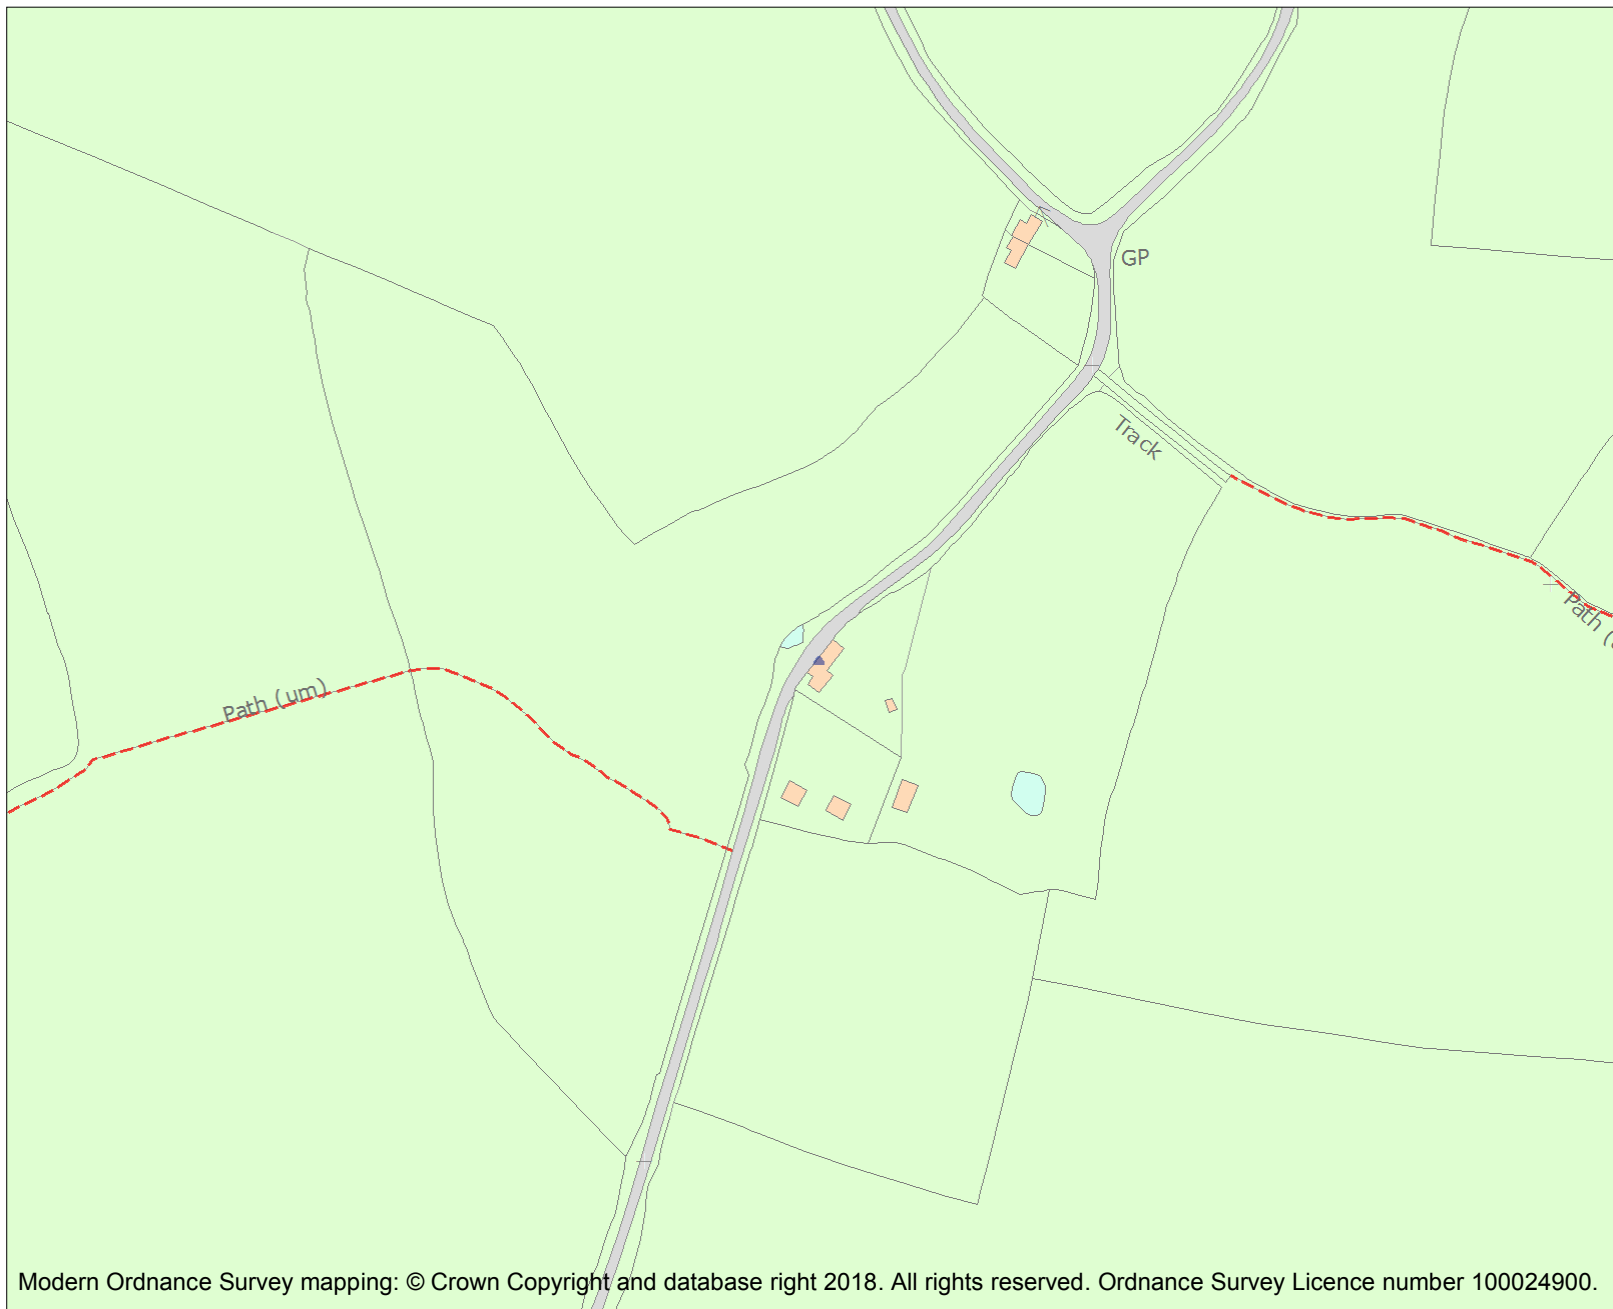 GP
Track
Path (
Path (um)
Modern Ordnance Survey mapping: © Crown Copyright and database right 2018. All rights reserved. Ordnance Survey Licence number 100024900.